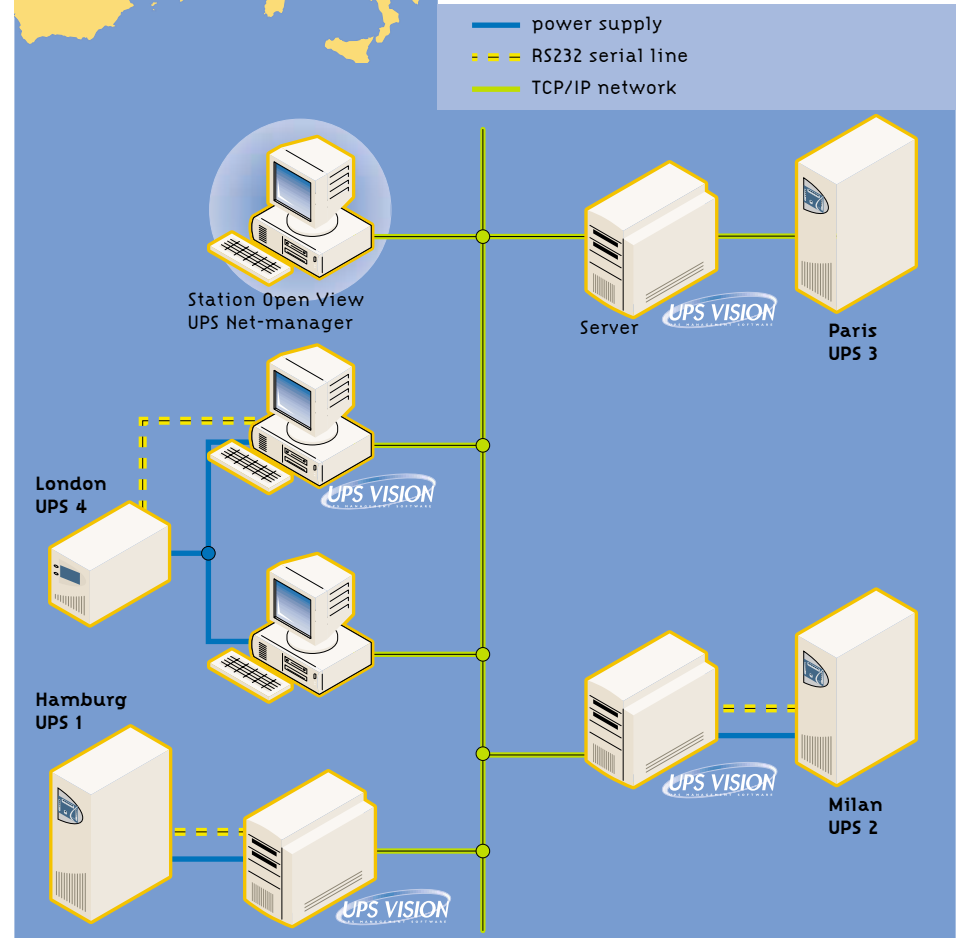 power supply
RS232 serial line
TCP/IP network
Station Open View
UPS Net-manager
Server
UPS VISION
Paris
UPS 3
London
UPS 4
UPS VISION
Hamburg
UPS 1
UPS VISION
Milan
UPS 2
UPS VISION